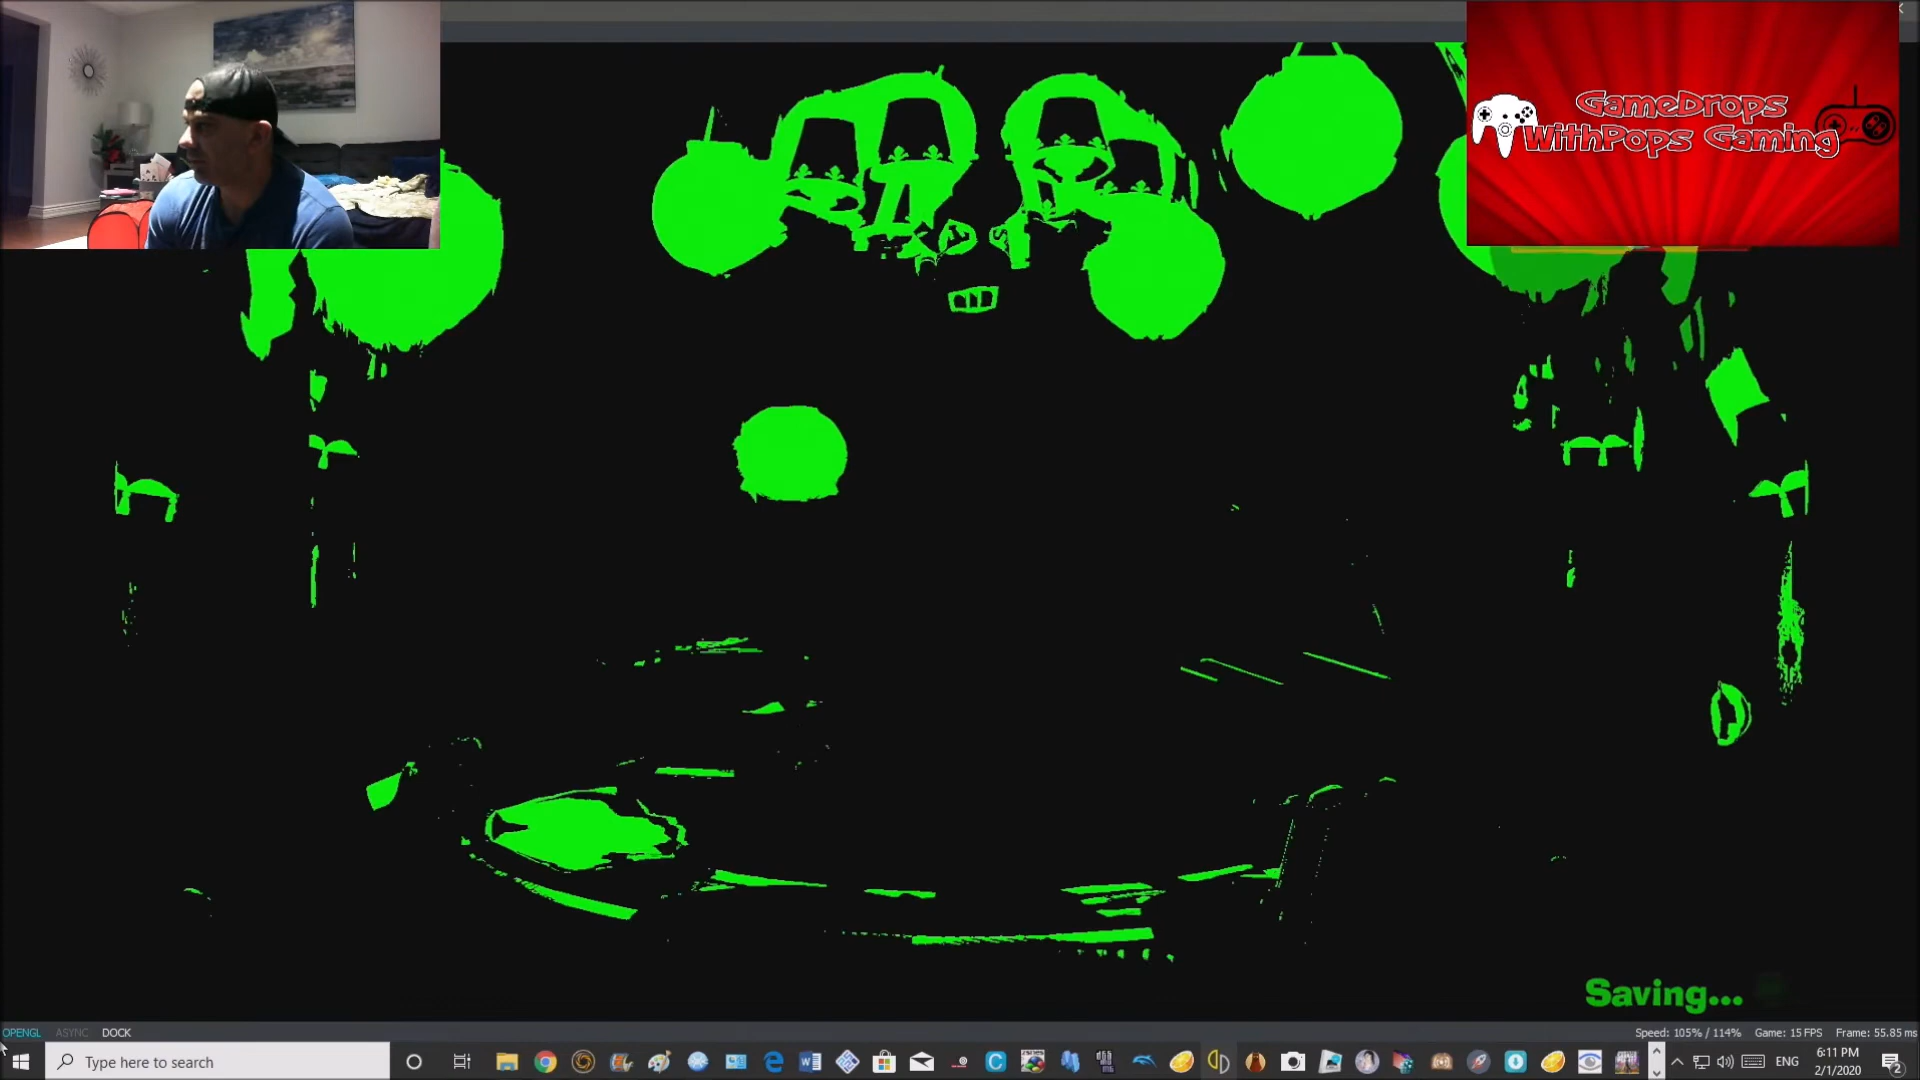 GameDrops
WithPops Gaming
Saving...
OPENGL ASYNC DOCK
Speed: 105% / 114% Game: 15 FPS Frame: 55.85 ms
Type here to search
ENG
6:11 PM
2/1/2020
2